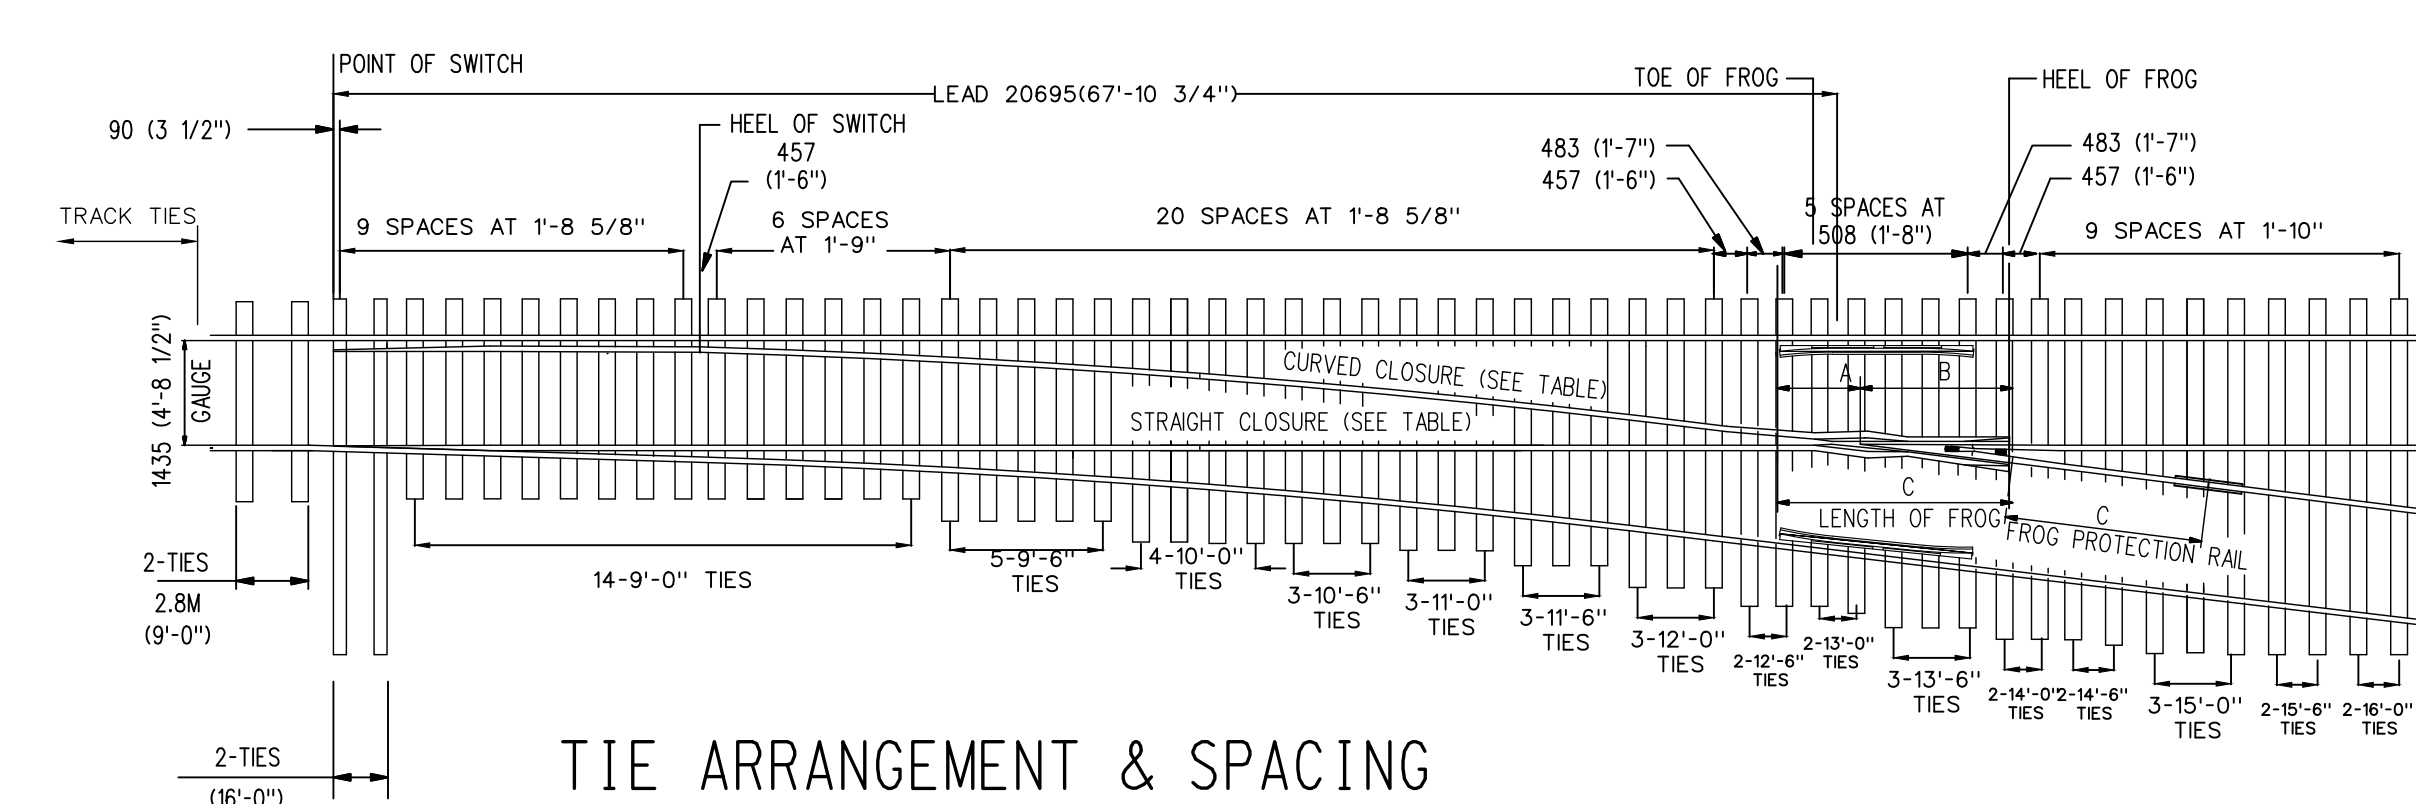 POINT OF SWITCH
LEAD 20695(67'-10 3/4")
TOE OF FROG
HEEL OF FROG
90 (3 1/2")
HEEL OF SWITCH
457
(1'-6")
483 (1'-7")
457 (1'-6")
483 (1'-7")
457 (1'-6")
TRACK TIES
9 SPACES AT 1'-8 5/8"
6 SPACES
AT 1'-9"
20 SPACES AT 1'-8 5/8"
5 SPACES AT
508 (1'-8")
9 SPACES AT 1'-10"
1435 (4'-8 1/2")
GAUGE
CURVED CLOSURE (SEE TABLE)
STRAIGHT CLOSURE (SEE TABLE)
A
B
C
LENGTH OF FROG
C
FROG PROTECTION RAIL
2-TIES
2.8M
(9'-0")
14-9'-0" TIES
5-9'-6"
TIES
4-10'-0"
TIES
3-10'-6"
TIES
3-11'-0"
TIES
3-11'-6"
TIES
3-12'-0"
TIES
2-12'-6"
TIES
2-13'-0"
TIES
3-13'-6"
TIES
2-14'-0"
TIES
2-14'-6"
TIES
3-15'-0"
TIES
2-15'-6"
TIES
2-16'-0"
TIES
2-TIES
(16'-0")
TIE ARRANGEMENT & SPACING